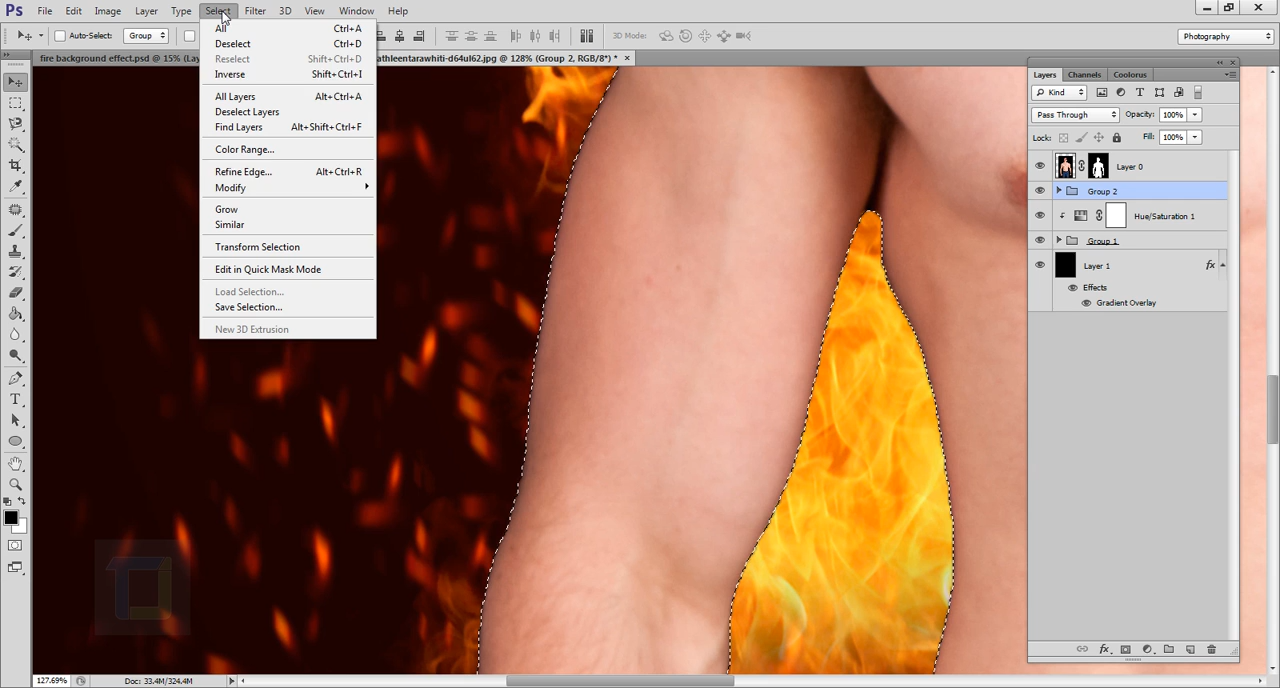 Ps File Edit Image Layer Type Select Filter 3D View Window Help
Auto-Select: Group 3D Mode: Photography
fire background effect.psd @ 15% (Lay athleentarawhiti-d64ul62.jpg @ 128% (Group 2, RGB/8*) * ×
All Ctrl+A
Deselect Ctrl+D
Reselect Shift+Ctrl+D
Inverse Shift+Ctrl+I
All Layers Alt+Ctrl+A
Deselect Layers
Find Layers Alt+Shift+Ctrl+F
Color Range...
Refine Edge... Alt+Ctrl+R
Modify
Grow
Similar
Transform Selection
Edit in Quick Mask Mode
Load Selection...
Save Selection...
New 3D Extrusion
Layers Channels Coolorus
Kind
Pass Through Opacity: 100%
Lock: Fill: 100%
Layer 0
Group 2
Hue/Saturation 1
Group 1
Layer 1 fx
Effects
Gradient Overlay
fx
127.69% Doc: 33.4M/324.4M